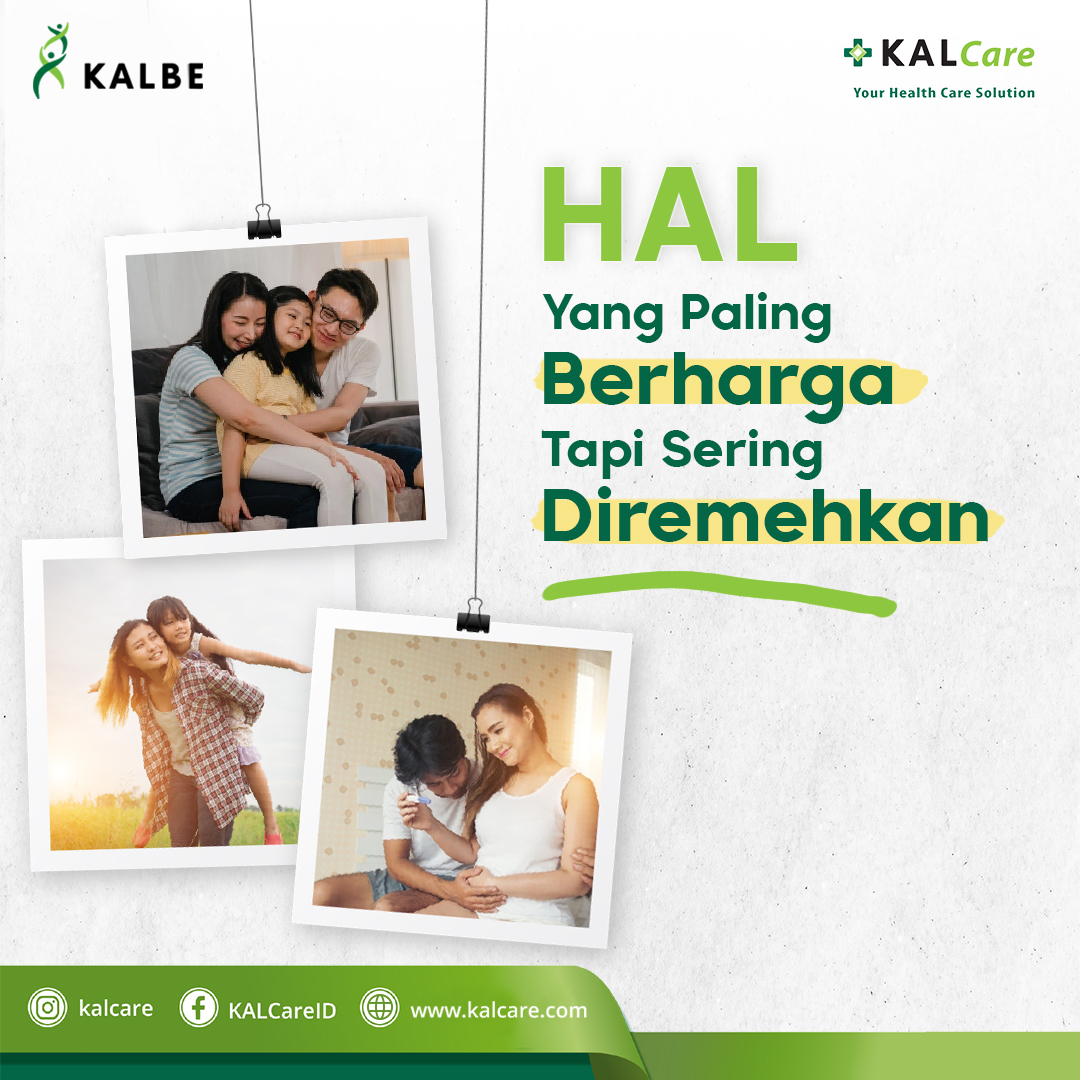 KALBE
KALCare
Your Health Care Solution
HAL
Yang Paling
Berharga
Tapi Sering
Diremehkan
kalcare
KALCareID
www.kalcare.com